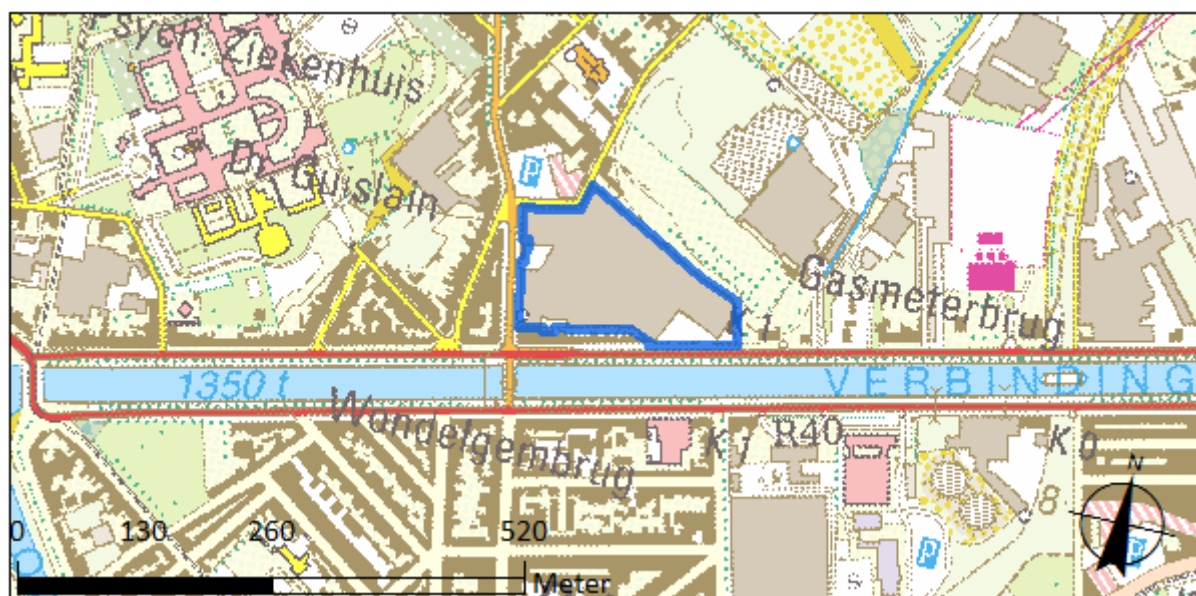 Psych. Ziekenhuis
Dr Guislain
P
Gasmeterbrug
1
1350 t
VERBINDING
Wondelgembrug
K 1
R40
K 0
8
P
P
N
0 130 260 520
Meter